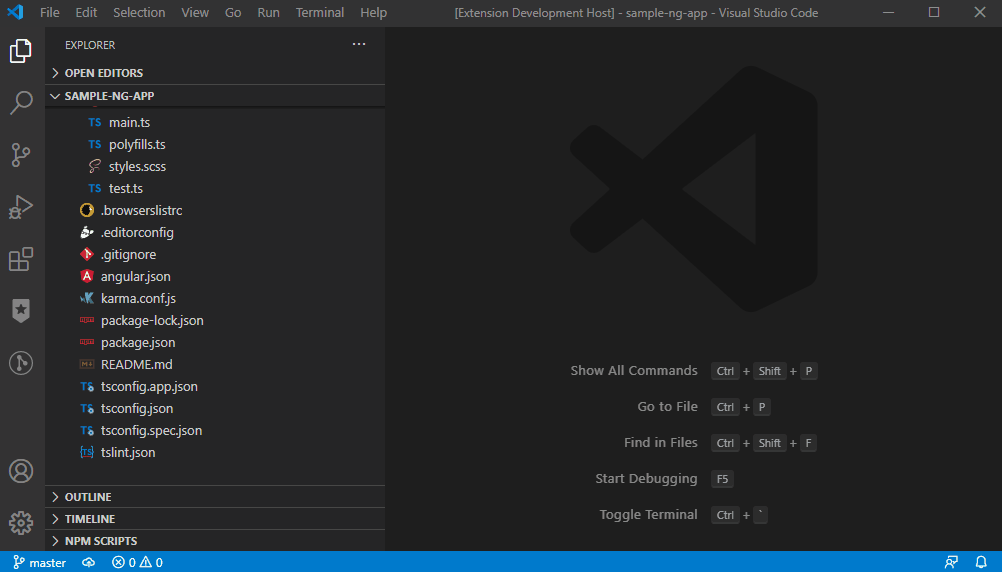 File Edit Selection View Go Run Terminal Help [Extension Development Host] - sample-ng-app - Visual Studio Code
EXPLORER
OPEN EDITORS
SAMPLE-NG-APP
TS main.ts
TS polyfills.ts
styles.scss
TS test.ts
.browserslistrc
.editorconfig
.gitignore
angular.json
karma.conf.js
package-lock.json
package.json
README.md
TS tsconfig.app.json
TS tsconfig.json
TS tsconfig.spec.json
tslint.json
OUTLINE
TIMELINE
NPM SCRIPTS
Show All Commands Ctrl + Shift + P
Go to File Ctrl + P
Find in Files Ctrl + Shift + F
Start Debugging F5
Toggle Terminal Ctrl + `
master 0 0